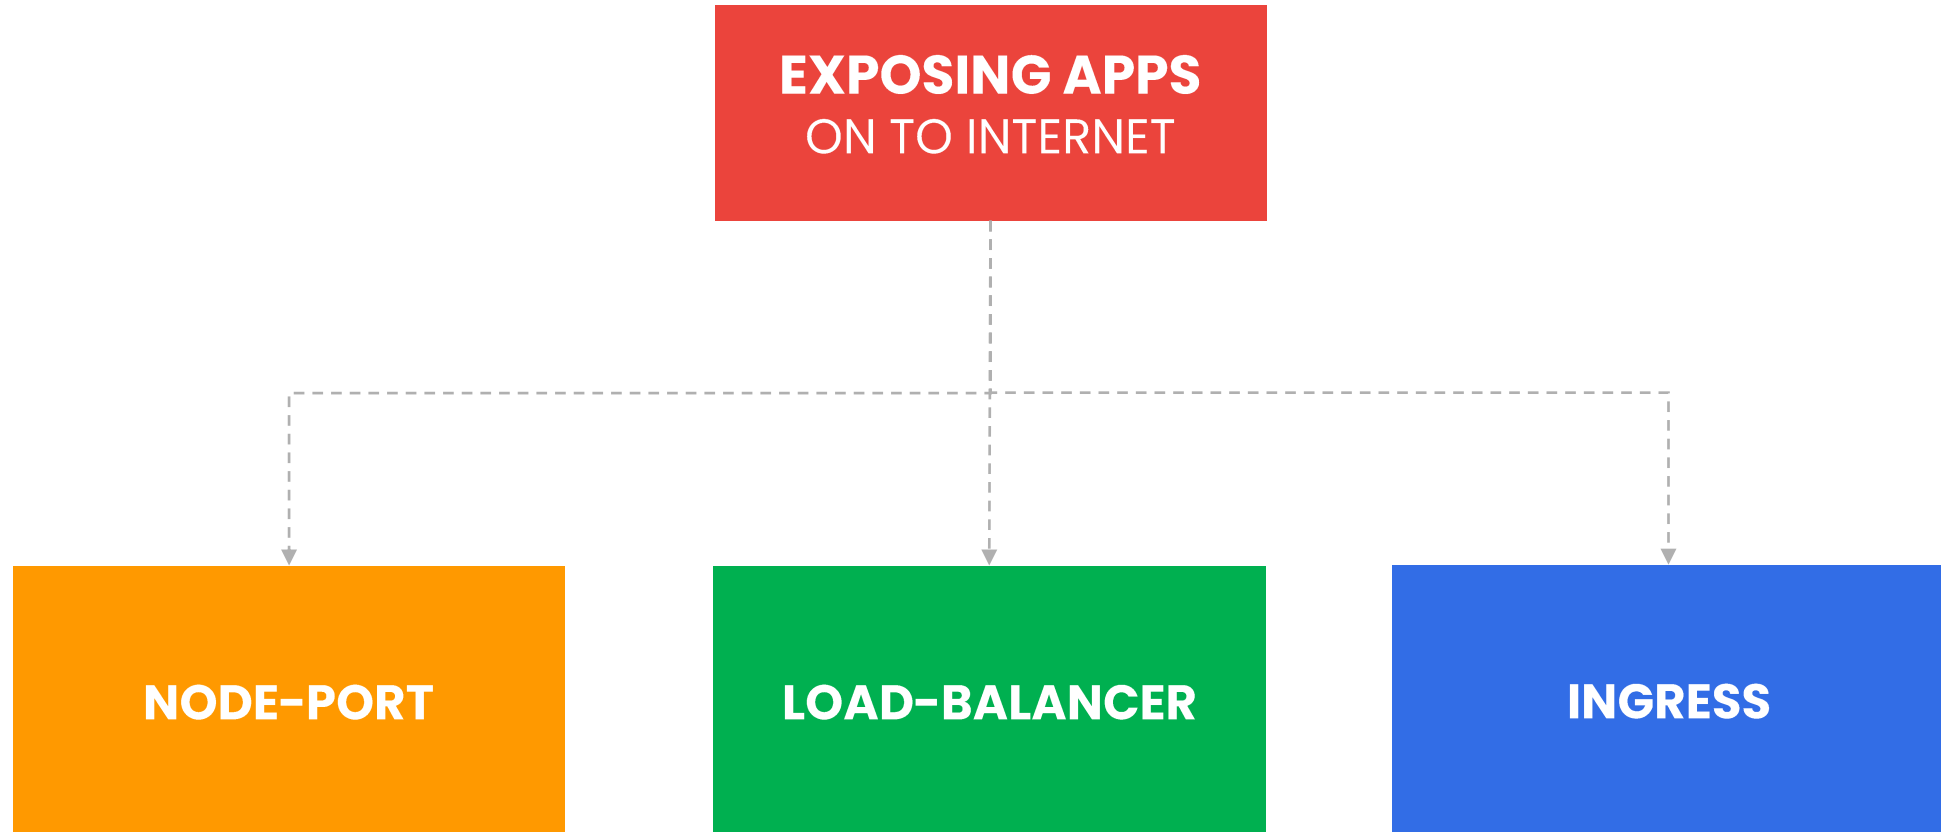 EXPOSING APPS
ON TO INTERNET
NODE-PORT
LOAD-BALANCER
INGRESS